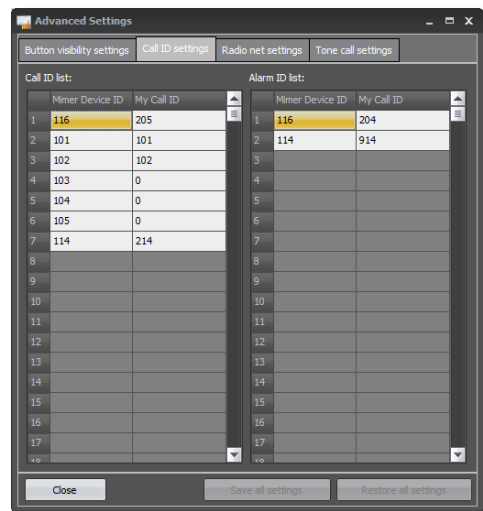 Advanced Settings
Button visibility settings Call ID settings Radio net settings Tone call settings
Call ID list: Alarm ID list:
Mimer Device ID My Call ID Mimer Device ID My Call ID
1 116 205 1 116 204
2 101 101 2 114 914
3 102 102 3
4 103 0 4
5 104 0 5
6 105 0 6
7 114 214 7
8 8
9 9
10 10
11 11
12 12
13 13
14 14
15 15
16 16
17 17
18 18
Close Save all settings Restore all settings